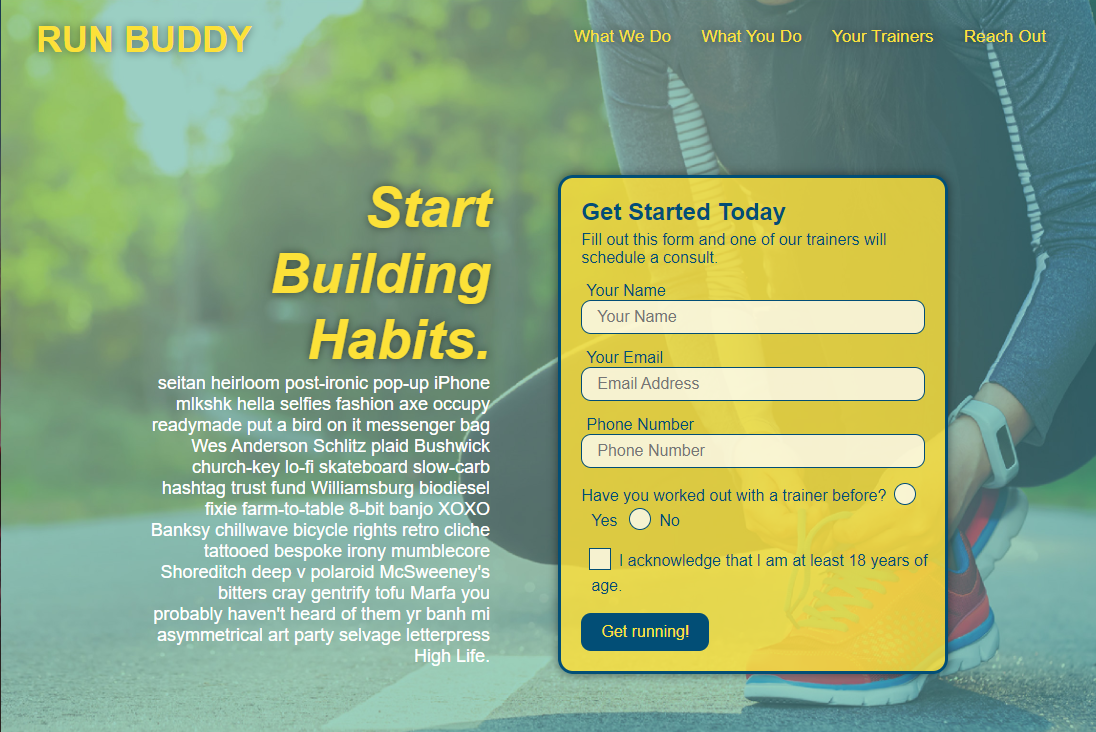 RUN BUDDY
What We Do
What You Do
Your Trainers
Reach Out
Start
Building
Habits.
seitan heirloom post-ironic pop-up iPhone
mlkshk hella selfies fashion axe occupy
readymade put a bird on it messenger bag
Wes Anderson Schlitz plaid Bushwick
church-key lo-fi skateboard slow-carb
hashtag trust fund Williamsburg biodiesel
fixie farm-to-table 8-bit banjo XOXO
Banksy chillwave bicycle rights retro cliche
tattooed bespoke irony mumblecore
Shoreditch deep v polaroid McSweeney's
bitters cray gentrify tofu Marfa you
probably haven't heard of them yr banh mi
asymmetrical art party selvage letterpress
High Life.
Get Started Today
Fill out this form and one of our trainers will
schedule a consult.
Your Name
Your Name
Your Email
Email Address
Phone Number
Phone Number
Have you worked out with a trainer before?
Yes No
I acknowledge that I am at least 18 years of
age.
Get running!